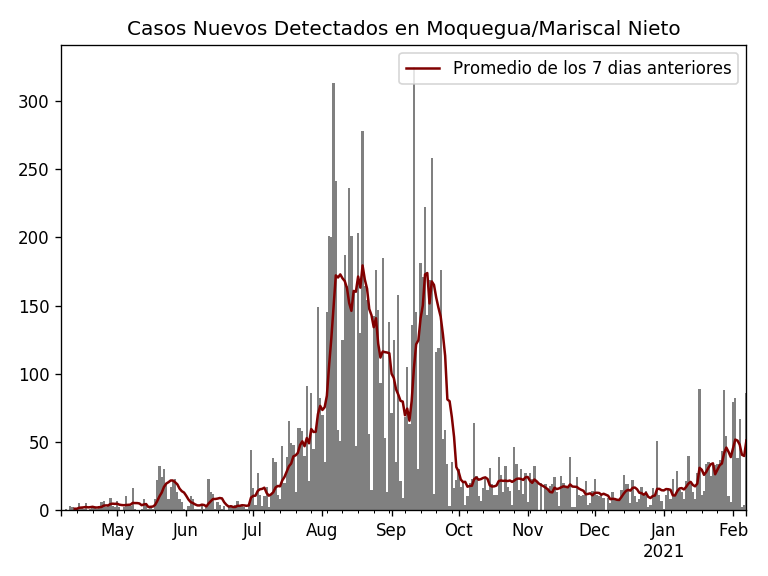 Casos Nuevos Detectados en Moquegua/Mariscal Nieto
Promedio de los 7 dias anteriores
300
250
200
150
100
50
0
May Jun Jul Aug Sep Oct Nov Dec Jan Feb
2021